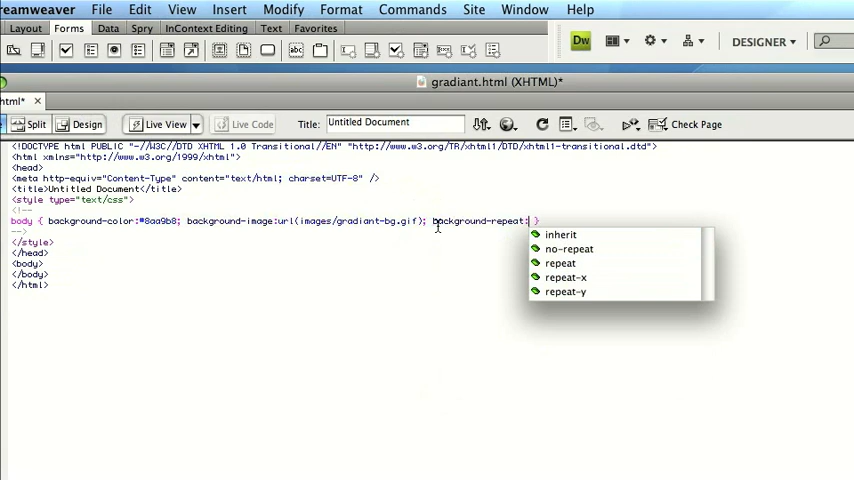 reamweaver File Edit View Insert Modify Format Commands Site Window Help
Layout Forms Data Spry InContext Editing Text Favorites
abc
Dw DESIGNER
gradiant.html (XHTML)*
html* ×
Split Design Live View Live Code Title: Untitled Document Check Page
<!DOCTYPE html PUBLIC "-//W3C//DTD XHTML 1.0 Transitional//EN" "http://www.w3.org/TR/xhtml1/DTD/xhtml1-transitional.dtd">
<html xmlns="http://www.w3.org/1999/xhtml">
<head>
<meta http-equiv="Content-Type" content="text/html; charset=UTF-8" />
<title>Untitled Document</title>
<style type="text/css">
<!--
body { background-color:#8aa9b8; background-image:url(images/gradiant-bg.gif); background-repeat: }
-->
</style>
</head>
<body>
</body>
</html>
inherit
no-repeat
repeat
repeat-x
repeat-y